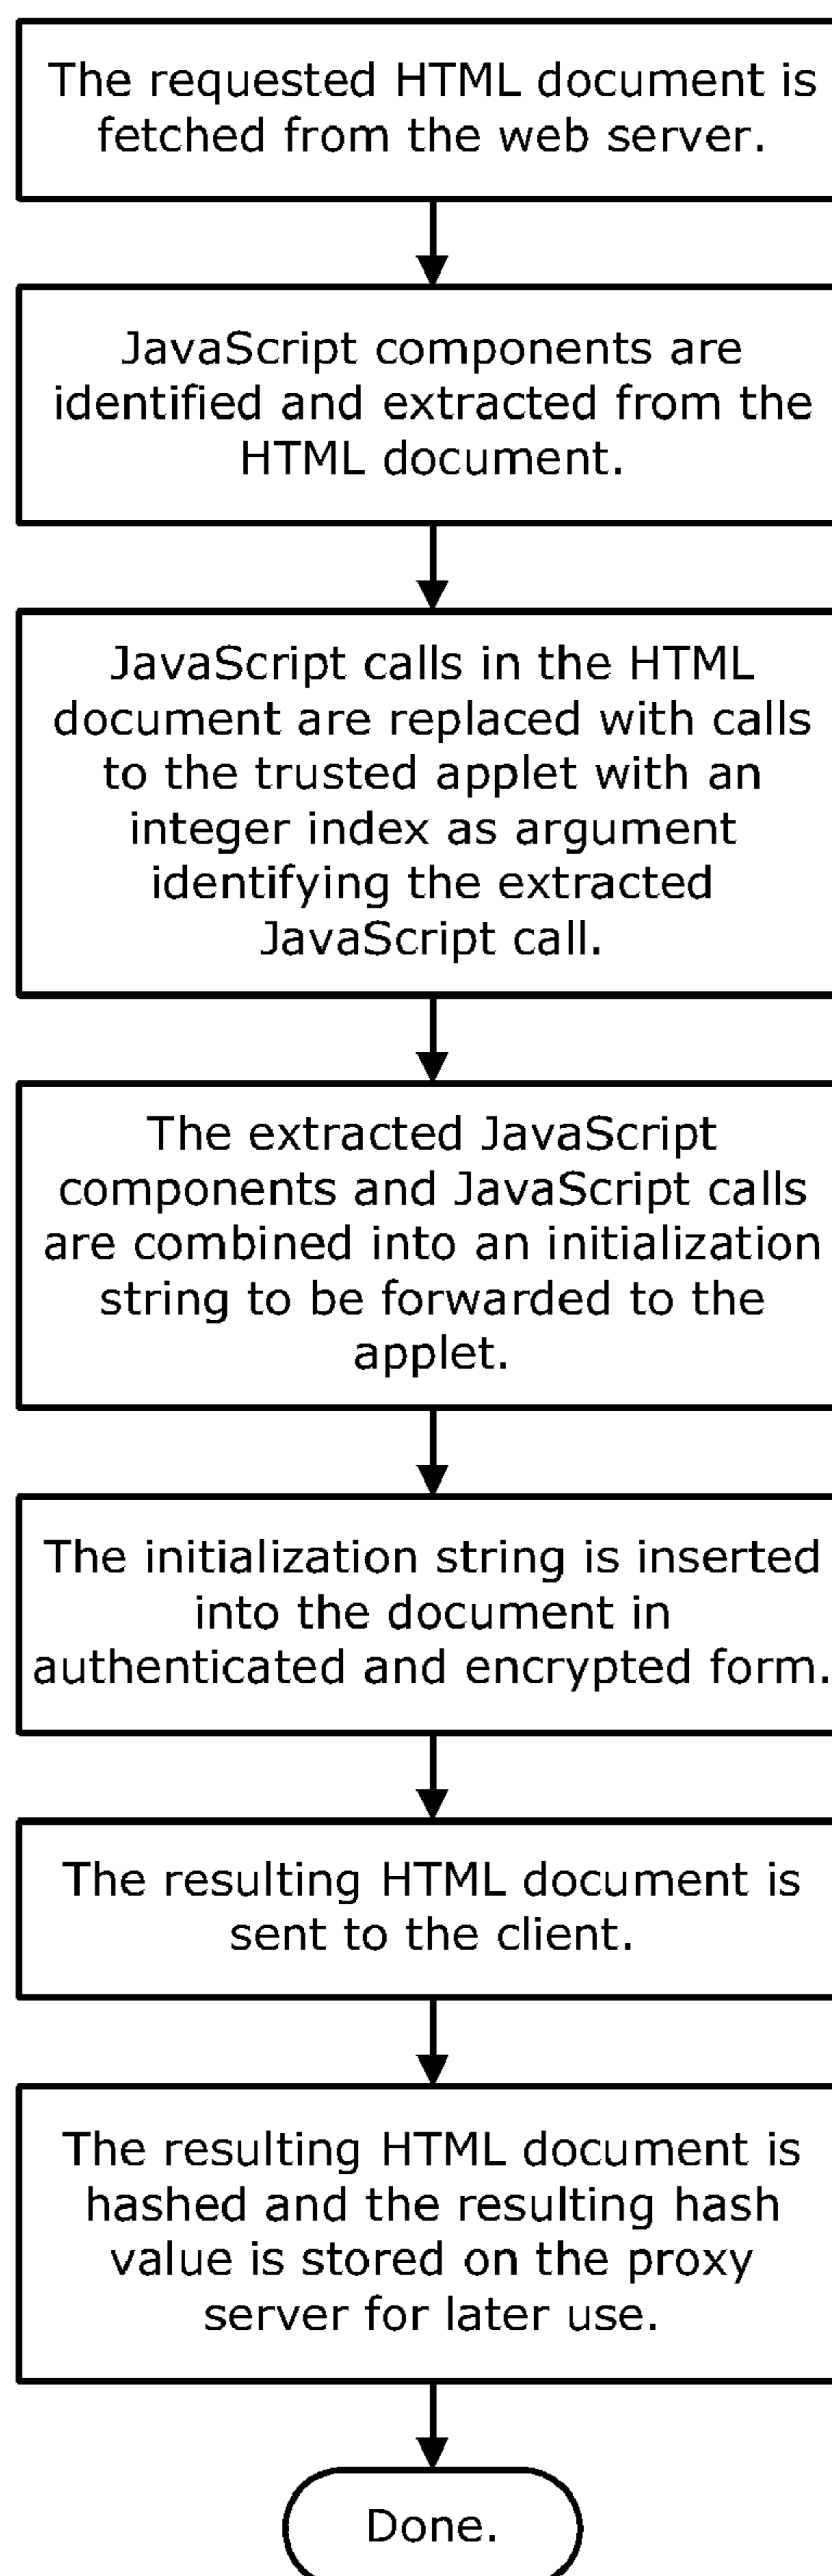 The requested HTML document is
fetched from the web server.
JavaScript components are
identified and extracted from the
HTML document.
JavaScript calls in the HTML
document are replaced with calls
to the trusted applet with an
integer index as argument
identifying the extracted
JavaScript call.
The extracted JavaScript
components and JavaScript calls
are combined into an initialization
string to be forwarded to the
applet.
The initialization string is inserted
into the document in
authenticated and encrypted form.
The resulting HTML document is
sent to the client.
The resulting HTML document is
hashed and the resulting hash
value is stored on the proxy
server for later use.
Done.